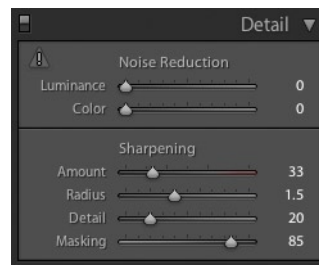 Detail
Noise Reduction
Luminance 0
Color 0
Sharpening
Amount 33
Radius 1.5
Detail 20
Masking 85